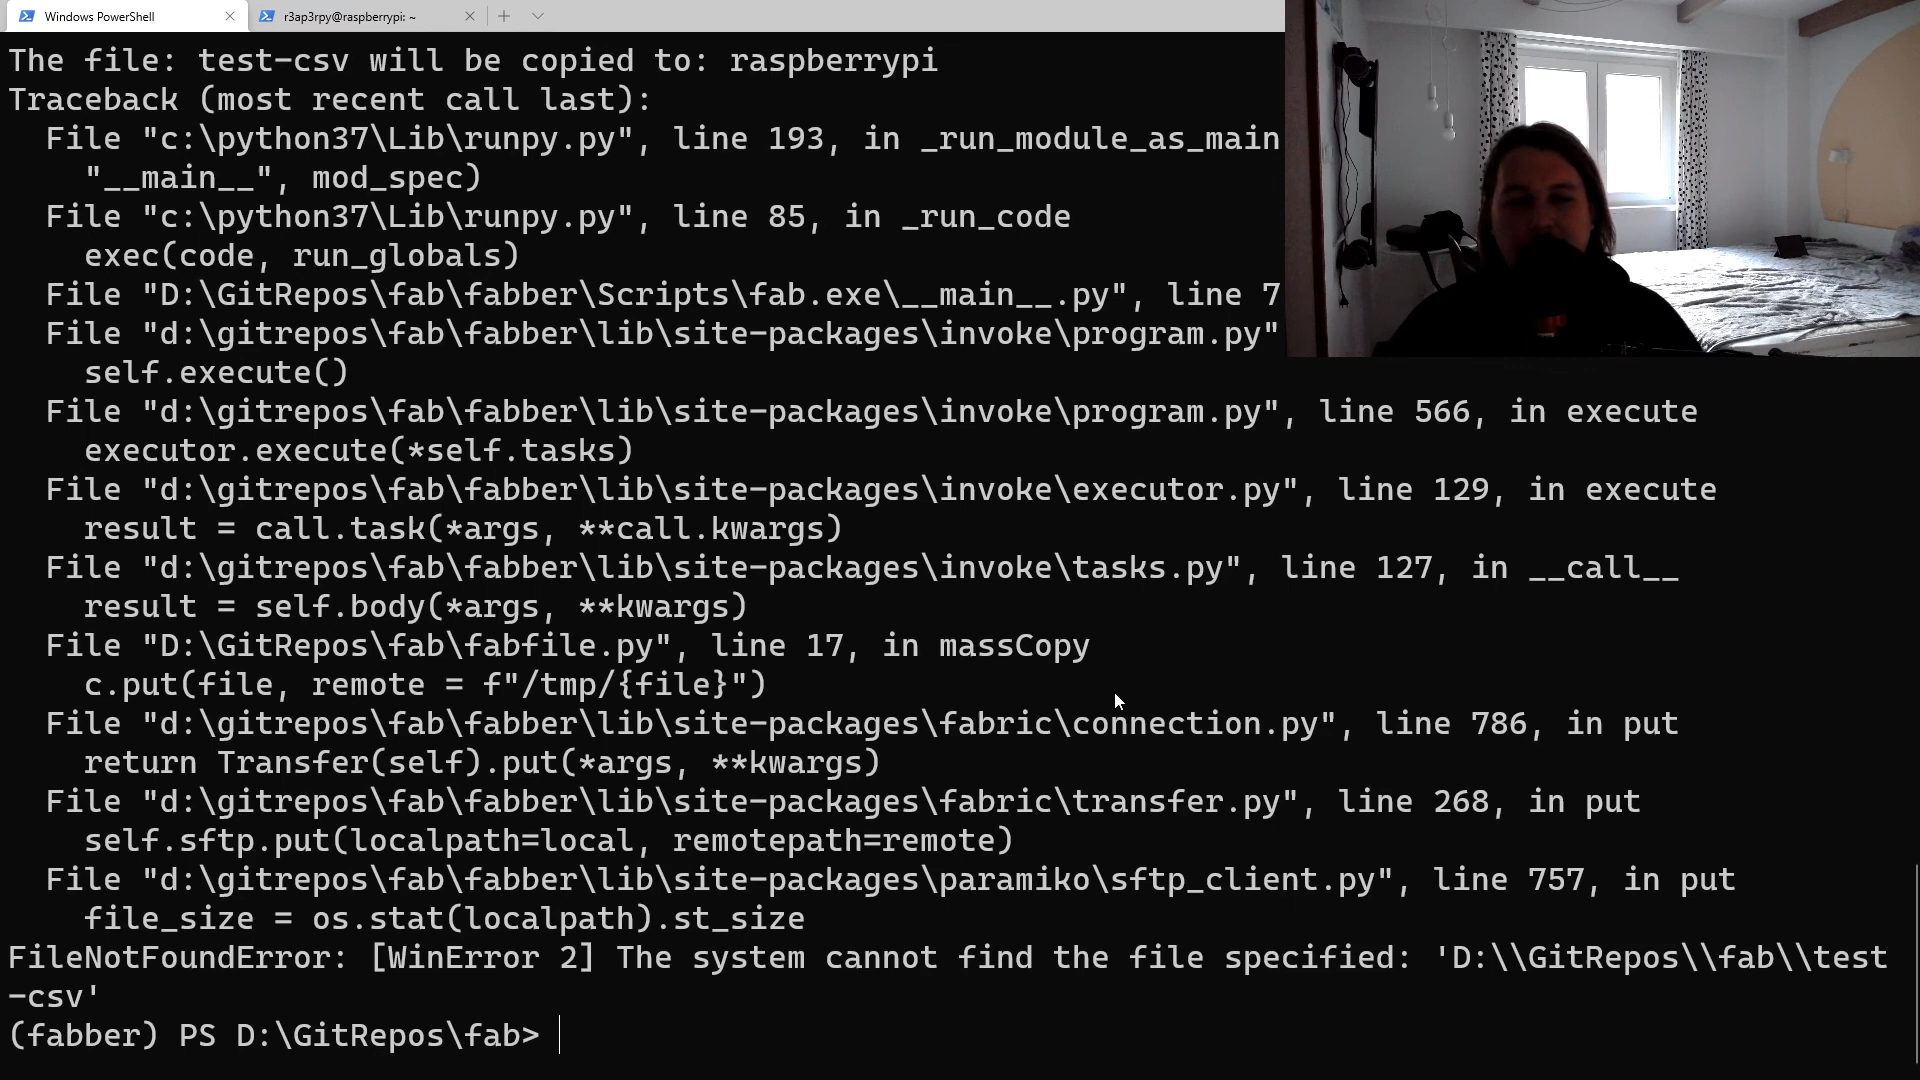 Windows PowerShell
r3ap3rpy@raspberrypi: ~
The file: test-csv will be copied to: raspberrypi
Traceback (most recent call last):
  File "c:\python37\Lib\runpy.py", line 193, in _run_module_as_main
    "__main__", mod_spec)
  File "c:\python37\Lib\runpy.py", line 85, in _run_code
    exec(code, run_globals)
  File "D:\GitRepos\fab\fabber\Scripts\fab.exe\__main__.py", line 7
  File "d:\gitrepos\fab\fabber\lib\site-packages\invoke\program.py"
    self.execute()
  File "d:\gitrepos\fab\fabber\lib\site-packages\invoke\program.py", line 566, in execute
    executor.execute(*self.tasks)
  File "d:\gitrepos\fab\fabber\lib\site-packages\invoke\executor.py", line 129, in execute
    result = call.task(*args, **call.kwargs)
  File "d:\gitrepos\fab\fabber\lib\site-packages\invoke\tasks.py", line 127, in __call__
    result = self.body(*args, **kwargs)
  File "D:\GitRepos\fab\fabfile.py", line 17, in massCopy
    c.put(file, remote = f"/tmp/{file}")
  File "d:\gitrepos\fab\fabber\lib\site-packages\fabric\connection.py", line 786, in put
    return Transfer(self).put(*args, **kwargs)
  File "d:\gitrepos\fab\fabber\lib\site-packages\fabric\transfer.py", line 268, in put
    self.sftp.put(localpath=local, remotepath=remote)
  File "d:\gitrepos\fab\fabber\lib\site-packages\paramiko\sftp_client.py", line 757, in put
    file_size = os.stat(localpath).st_size
FileNotFoundError: [WinError 2] The system cannot find the file specified: 'D:\\GitRepos\\fab\\test
-csv'
(fabber) PS D:\GitRepos\fab>